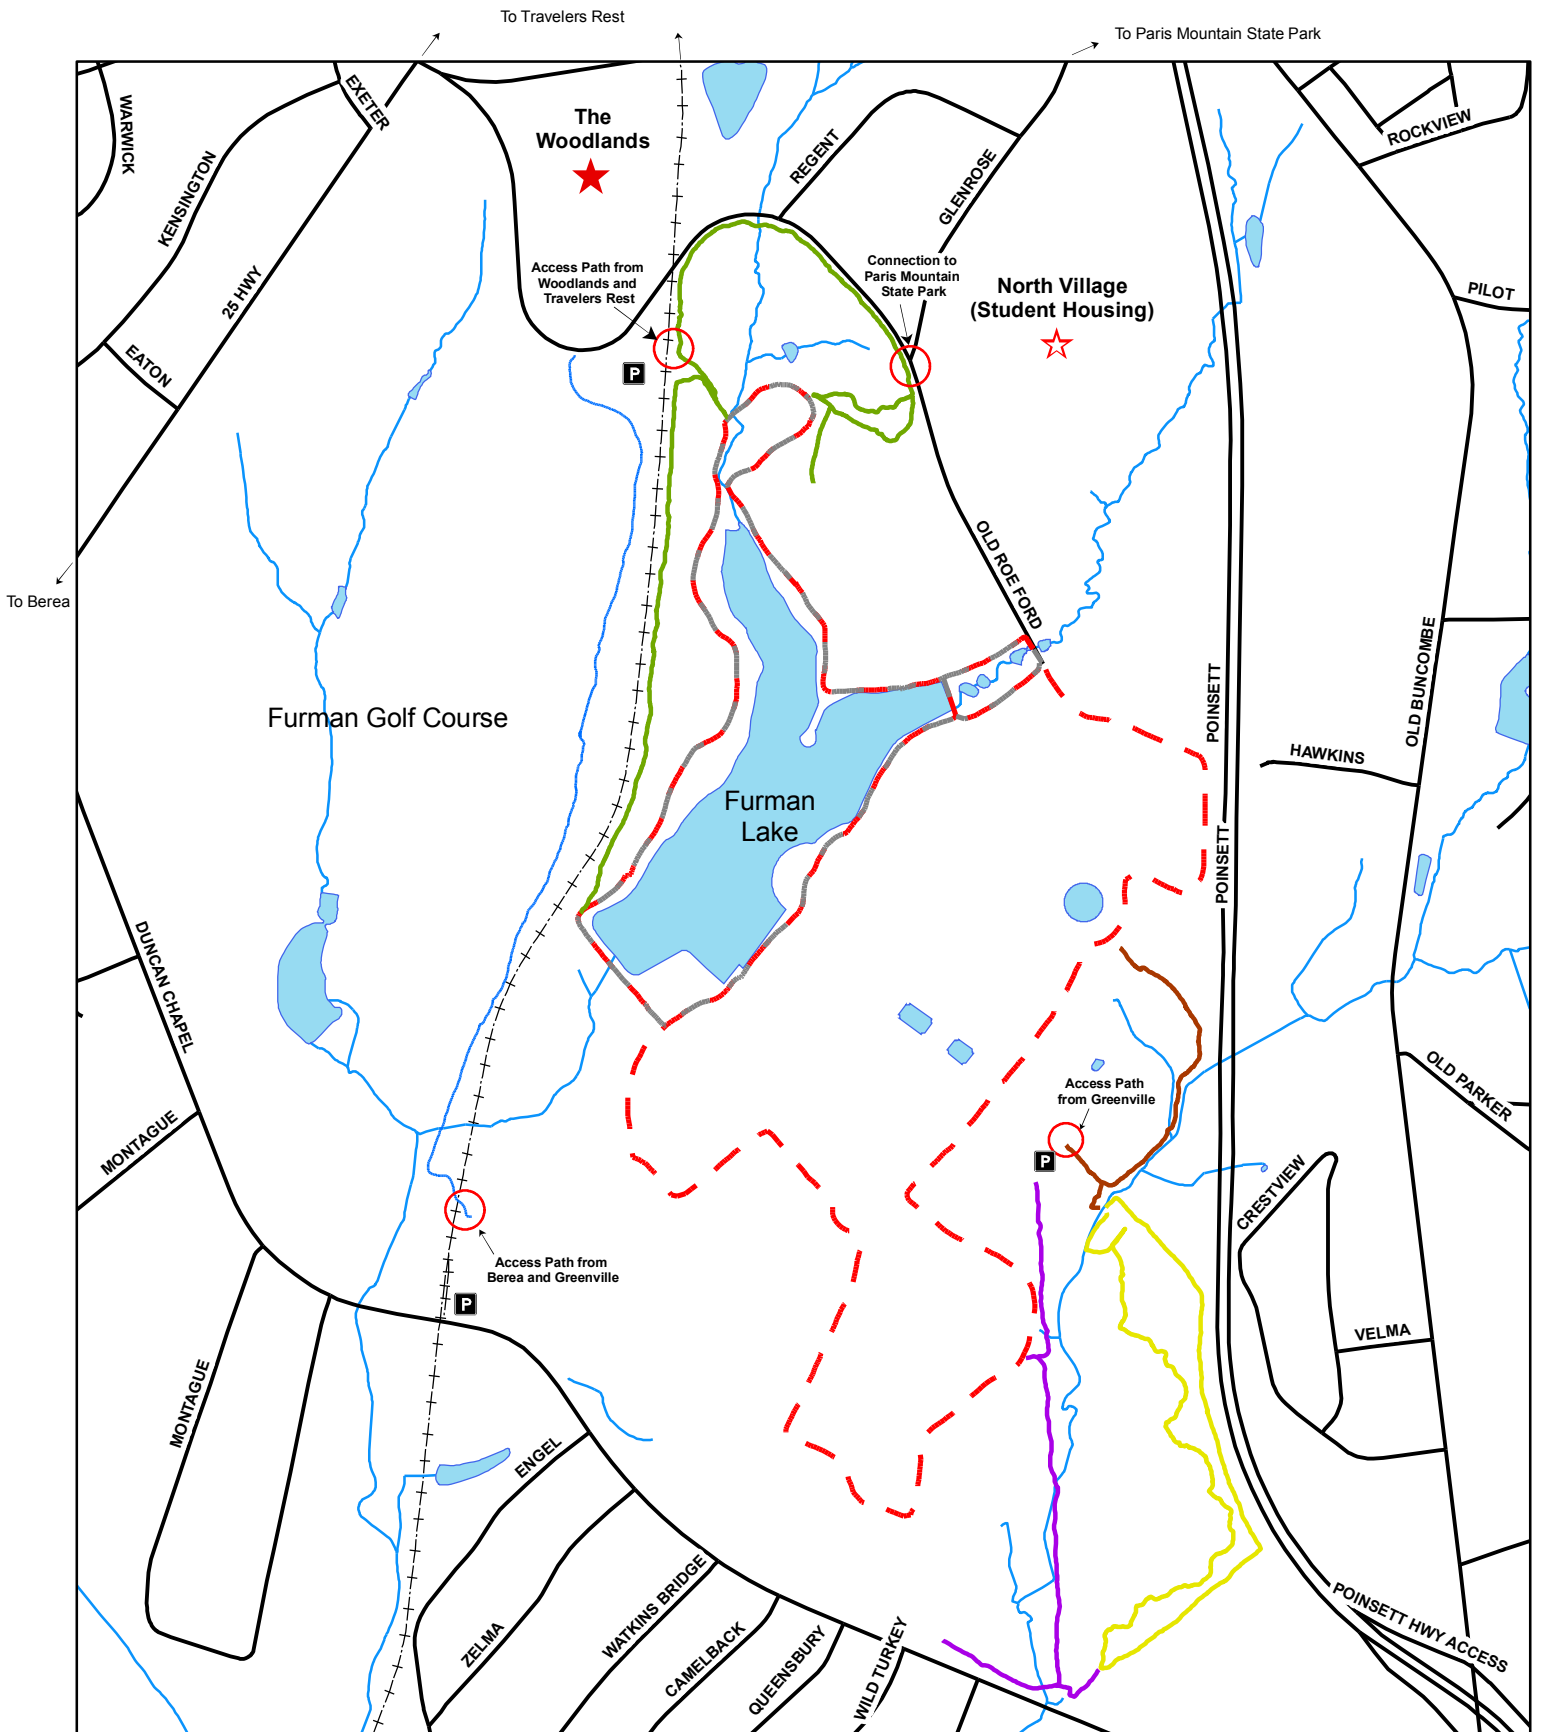 To Travelers Rest
To Paris Mountain State Park
WARWICK
EXETER
KENSINGTON
The
Woodlands
REGENT
GLENROSE
ROCKVIEW
25 HWY
EATON
Access Path from
Woodlands and
Travelers Rest
P
Connection to
Paris Mountain
State Park
North Village
(Student Housing)
PILOT
To Berea
OLD ROE FORD
OLD BUNCOMBE
POINSETT
Furman Golf Course
HAWKINS
Furman
Lake
POINSETT
DUNCAN CHAPEL
OLD PARKER
Access Path
from Greenville
P
MONTAGUE
CRESTVIEW
Access Path from
Berea and Greenville
P
VELMA
MONTAGUE
ENGEL
ZELMA
WATKINS BRIDGE
CAMELBACK
QUEENSBURY
WILD TURKEY
POINSETT HWY ACCESS